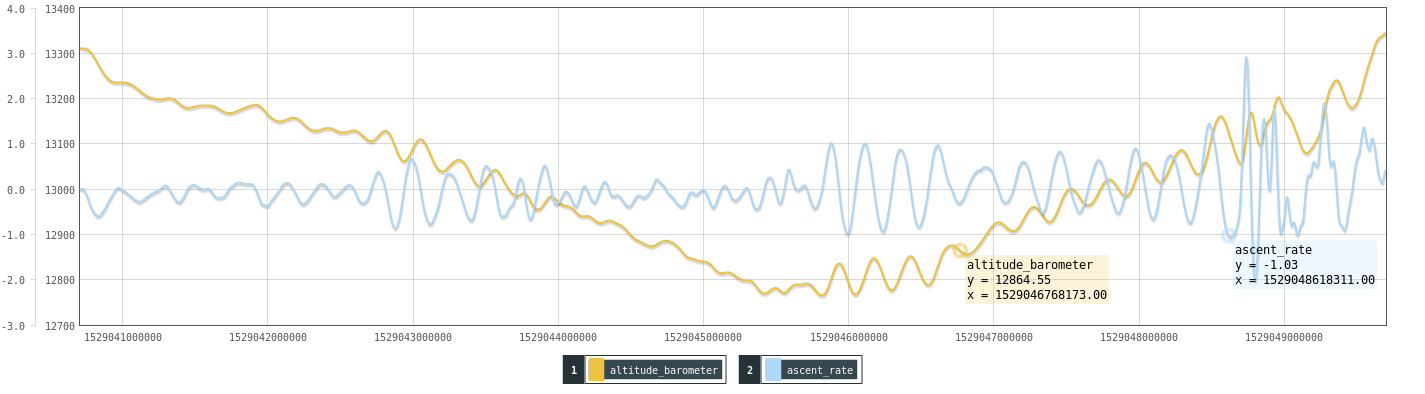 4.0 13400
3.0 13300
2.0 13200
1.0 13100
0.0 13000
-1.0 12900
ascent_rate
y = -1.03
x = 1529048618311.00
altitude_barometer
y = 12864.55
x = 1529046768173.00
-2.0 12800
-3.0 12700
1529041000000 1529042000000 1529043000000 1529044000000 1529045000000 1529046000000 1529047000000 1529048000000 1529049000000
1 altitude_barometer 2 ascent_rate